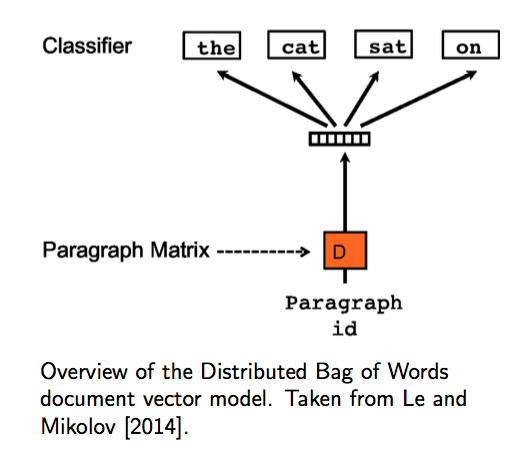 Classifier the cat sat on
Paragraph Matrix D
Paragraph
id
Overview of the Distributed Bag of Words
document vector model. Taken from Le and
Mikolov [2014].